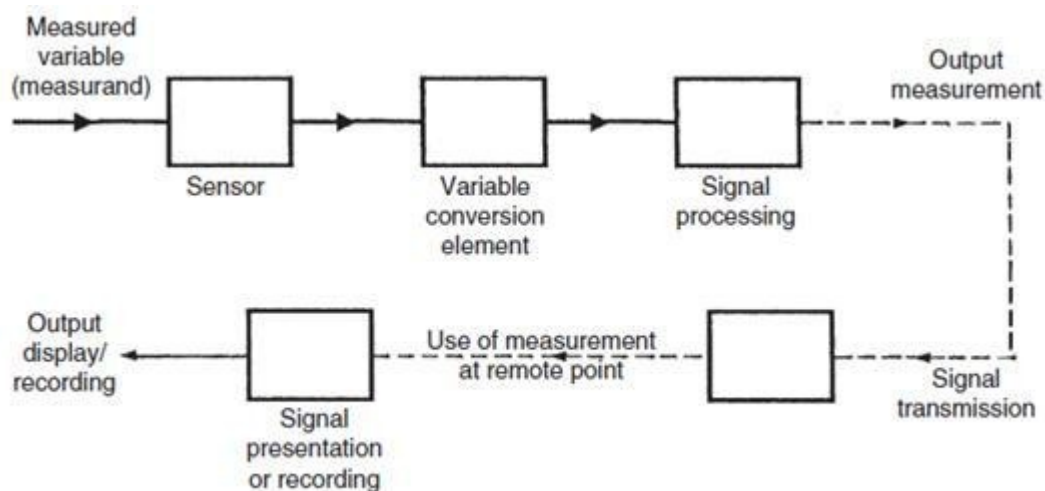 Measured
variable
(measurand)
Sensor
Variable
conversion
element
Signal
processing
Output
measurement
Signal
transmission
Use of measurement
at remote point
Signal
presentation
or recording
Output
display/
recording